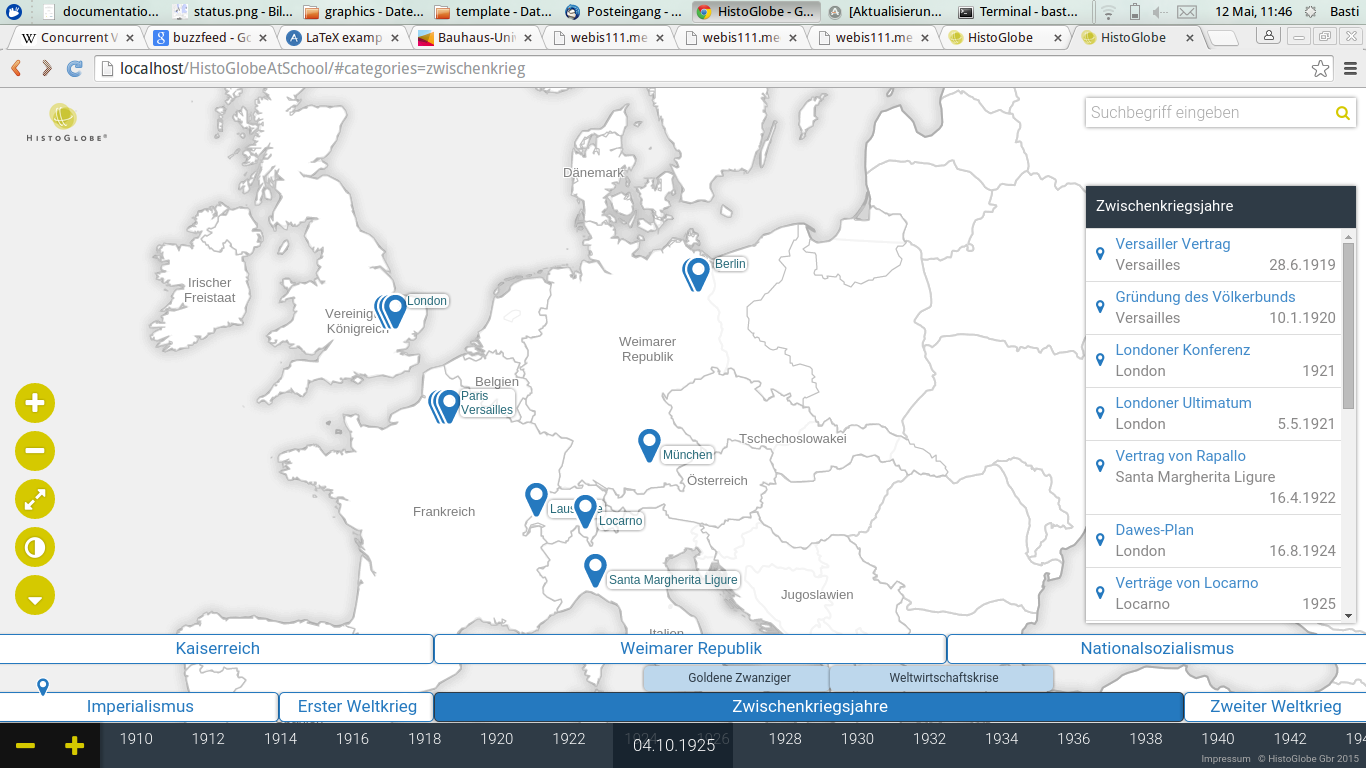 documentatio...
status.png - Bil...
graphics - Date...
template - Dat...
Posteingang - ...
HistoGlobe - G...
[Aktualisierun...
Terminal - bast...
12 Mai, 11:46
Basti
Concurrent V
buzzfeed - Go
LaTeX examp
Bauhaus-Uni
webis111.me
webis111.me
webis111.me
HistoGlobe
HistoGlobe
localhost/HistoGlobeAtSchool/#categories=zwischenkrieg
HISTOGLOBE®
Suchbegriff eingeben
Dänemark
Irischer
Freistaat
Königreich
London
Berlin
Weimarer
Republik
Belgien
Paris
Versailles
München
Tschechoslowakei
Österreich
Frankreich
Locarno
Santa Margherita Ligure
Jugoslawien
Italien
Zwischenkriegsjahre
Versailler Vertrag
Versailles 28.6.1919
Gründung des Völkerbunds
Versailles 10.1.1920
Londoner Konferenz
London 1921
Londoner Ultimatum
London 5.5.1921
Vertrag von Rapallo
Santa Margherita Ligure
16.4.1922
Dawes-Plan
London 16.8.1924
Verträge von Locarno
Locarno 1925
Kaiserreich
Weimarer Republik
Nationalsozialismus
Goldene Zwanziger
Weltwirtschaftskrise
Imperialismus
Erster Weltkrieg
Zwischenkriegsjahre
Zweiter Weltkrieg
1910 1912 1914 1916 1918 1920 1922 04.10.1925 1928 1930 1932 1934 1936 1938 1940 1942
Impressum © HistoGlobe Gbr 2015